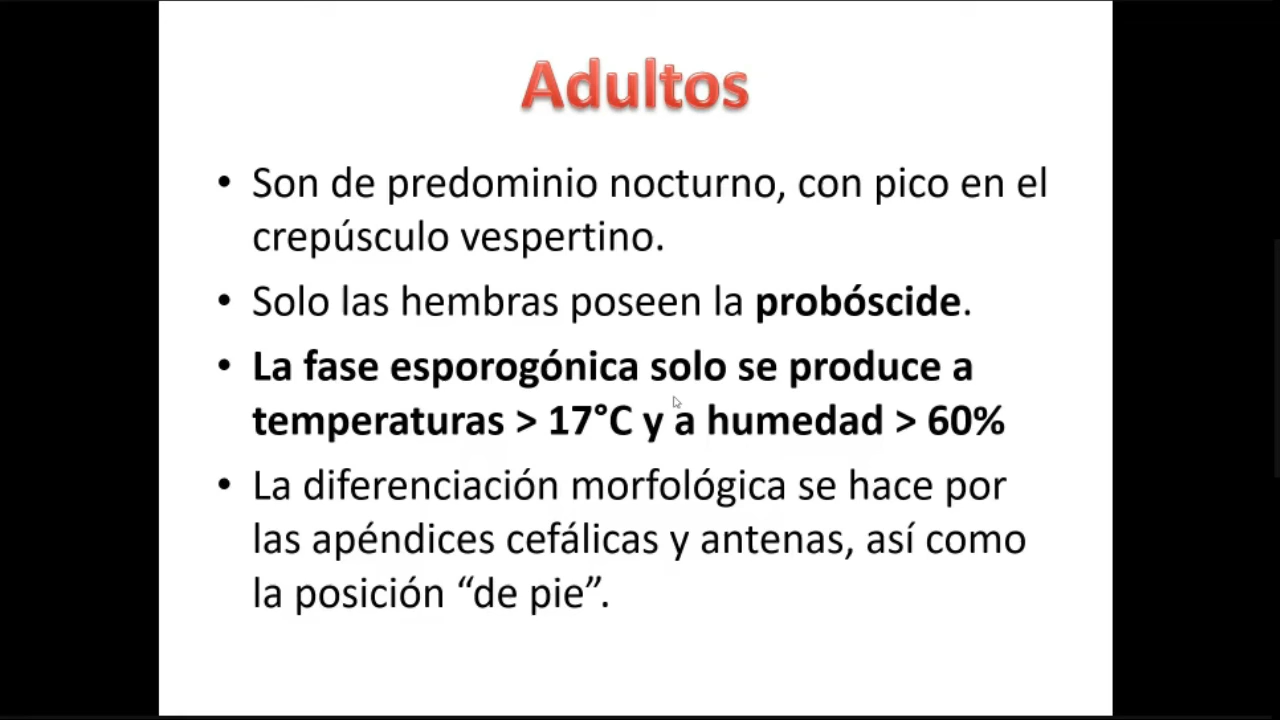 Adultos
• Son de predominio nocturno, con pico en el
crepúsculo vespertino.
• Solo las hembras poseen la probóscide.
• La fase esporogónica solo se produce a
temperaturas > 17°C y a humedad > 60%
• La diferenciación morfológica se hace por
las apéndices cefálicas y antenas, así como
la posición “de pie”.